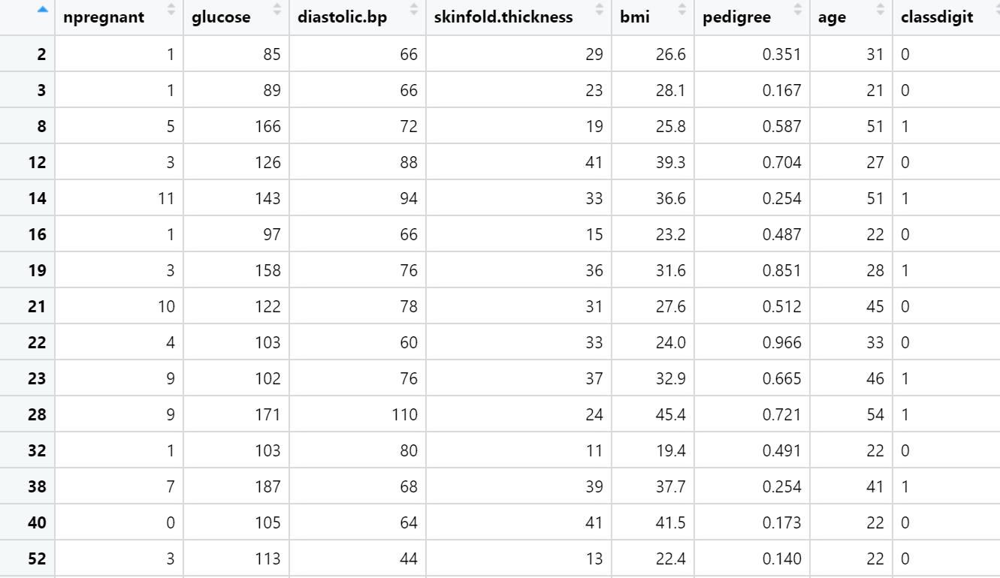 npregnant glucose diastolic.bp skinfold.thickness bmi pedigree age classdigit
2 1 85 66 29 26.6 0.351 31 0
3 1 89 66 23 28.1 0.167 21 0
8 5 166 72 19 25.8 0.587 51 1
12 3 126 88 41 39.3 0.704 27 0
14 11 143 94 33 36.6 0.254 51 1
16 1 97 66 15 23.2 0.487 22 0
19 3 158 76 36 31.6 0.851 28 1
21 10 122 78 31 27.6 0.512 45 0
22 4 103 60 33 24.0 0.966 33 0
23 9 102 76 37 32.9 0.665 46 1
28 9 171 110 24 45.4 0.721 54 1
32 1 103 80 11 19.4 0.491 22 0
38 7 187 68 39 37.7 0.254 41 1
40 0 105 64 41 41.5 0.173 22 0
52 3 113 44 13 22.4 0.140 22 0